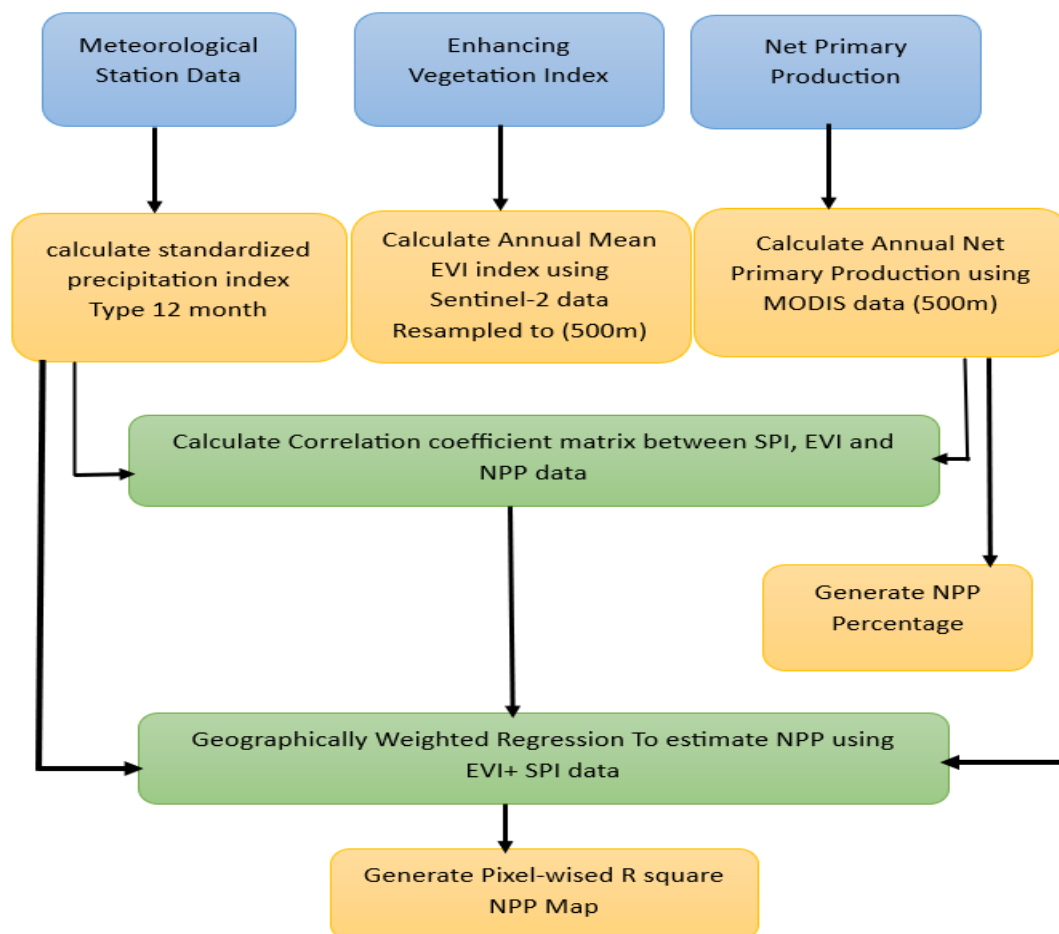 Meteorological
Station Data
Enhancing
Vegetation Index
Net Primary
Production
calculate standardized
precipitation index
Type 12 month
Calculate Annual Mean
EVI index using
Sentinel-2 data
Resampled to (500m)
Calculate Annual Net
Primary Production using
MODIS data (500m)
Calculate Correlation coefficient matrix between SPI, EVI and
NPP data
Generate NPP
Percentage
Geographically Weighted Regression To estimate NPP using
EVI+ SPI data
Generate Pixel-wised R square
NPP Map